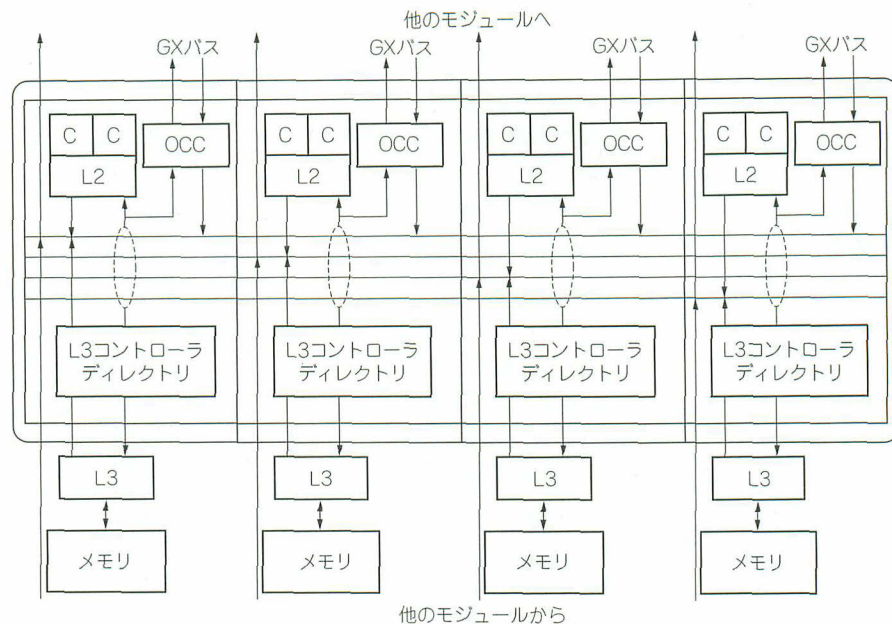 他のモジュールへ
GXバス GXバス GXバス GXバス
C C OCC C C OCC C C OCC C C OCC
L2 L2 L2 L2
L3コントローラ L3コントローラ L3コントローラ L3コントローラ
ディレクトリ ディレクトリ ディレクトリ ディレクトリ
L3 L3 L3 L3
メモリ メモリ メモリ メモリ
他のモジュールから